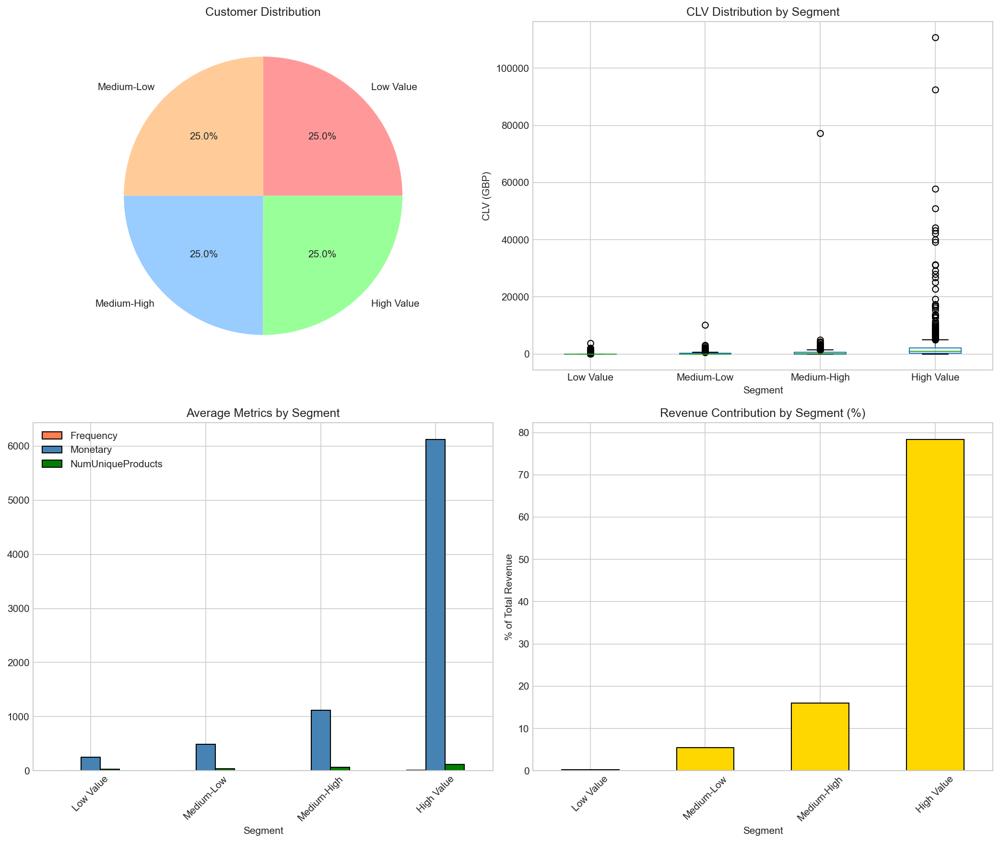 Customer Distribution
Medium-Low
Low Value
25.0%
25.0%
25.0%
25.0%
Medium-High
High Value
CLV Distribution by Segment
CLV (GBP)
100000
80000
60000
40000
20000
0
Low Value
Medium-Low
Medium-High
High Value
Segment
Average Metrics by Segment
Frequency
Monetary
NumUniqueProducts
6000
5000
4000
3000
2000
1000
0
Low Value
Medium-Low
Medium-High
High Value
Segment
Revenue Contribution by Segment (%)
% of Total Revenue
80
70
60
50
40
30
20
10
0
Low Value
Medium-Low
Medium-High
High Value
Segment